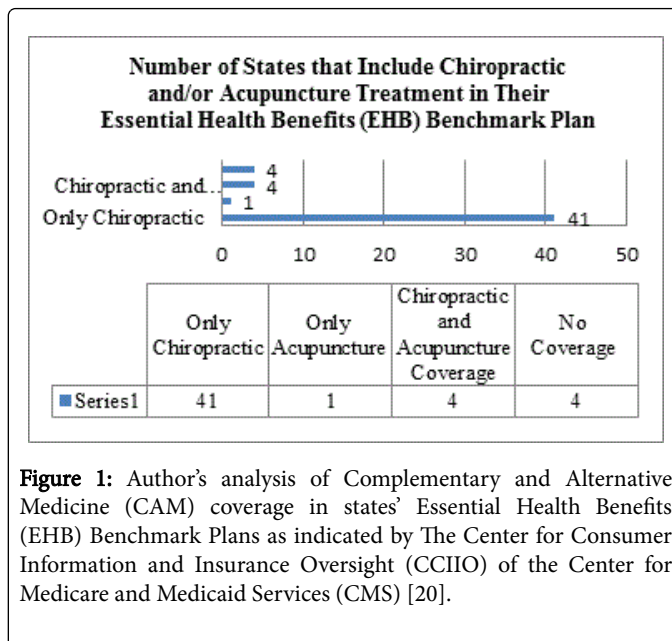 Number of States that Include Chiropractic
and/or Acupuncture Treatment in Their
Essential Health Benefits (EHB) Benchmark Plan
4
Chiropractic and... 4
1
Only Chiropractic 41
0 10 20 30 40 50
Only Chiropractic Only Acupuncture Chiropractic and Acupuncture Coverage No Coverage
Series1 41 1 4 4
Figure 1: Author's analysis of Complementary and Alternative
Medicine (CAM) coverage in states' Essential Health Benefits
(EHB) Benchmark Plans as indicated by The Center for Consumer
Information and Insurance Oversight (CCIIO) of the Center for
Medicare and Medicaid Services (CMS) [20].